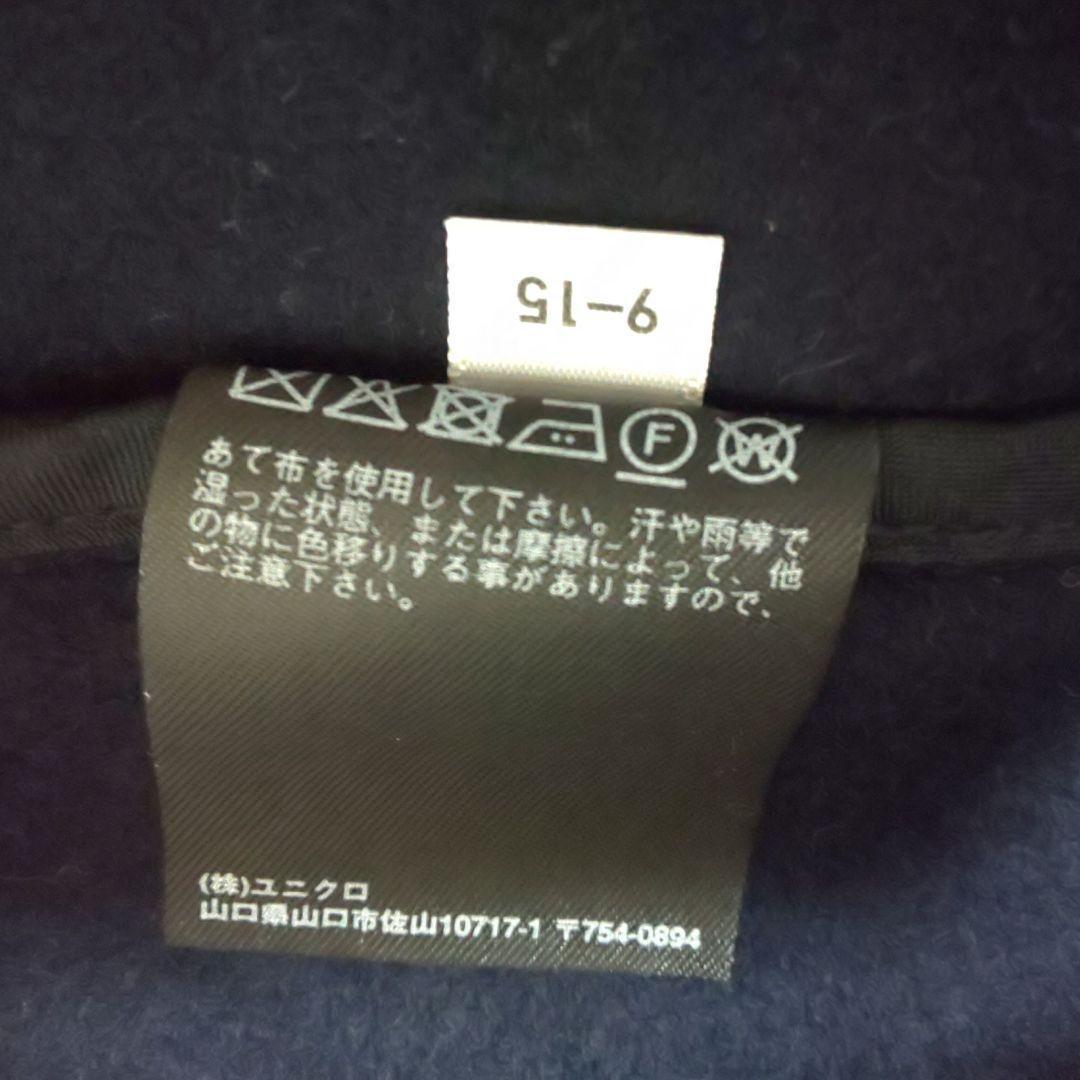 9-15
F W
あて布を使用して下さい。汗や雨等で
湿った状態、または摩擦によって、他
の物に色移りする事がありますので、
ご注意下さい。
(株)ユニクロ
山口県山口市佐山10717-1 〒754-0894